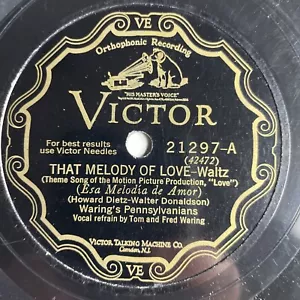 VE
Orthophonic Recording
"HIS MASTER'S VOICE"
VICTOR
For best results
use Victor Needles
21297-A
(42472)
THAT MELODY OF LOVE-Waltz
(Theme Song of the Motion Picture Production, "Love")
(Esa Melodía de Amor)
(Howard Dietz-Walter Donaldson)
Waring's Pennsylvanians
Vocal refrain by Tom and Fred Waring
VICTOR TALKING MACHINE CO.
Camden, N.J.
VE